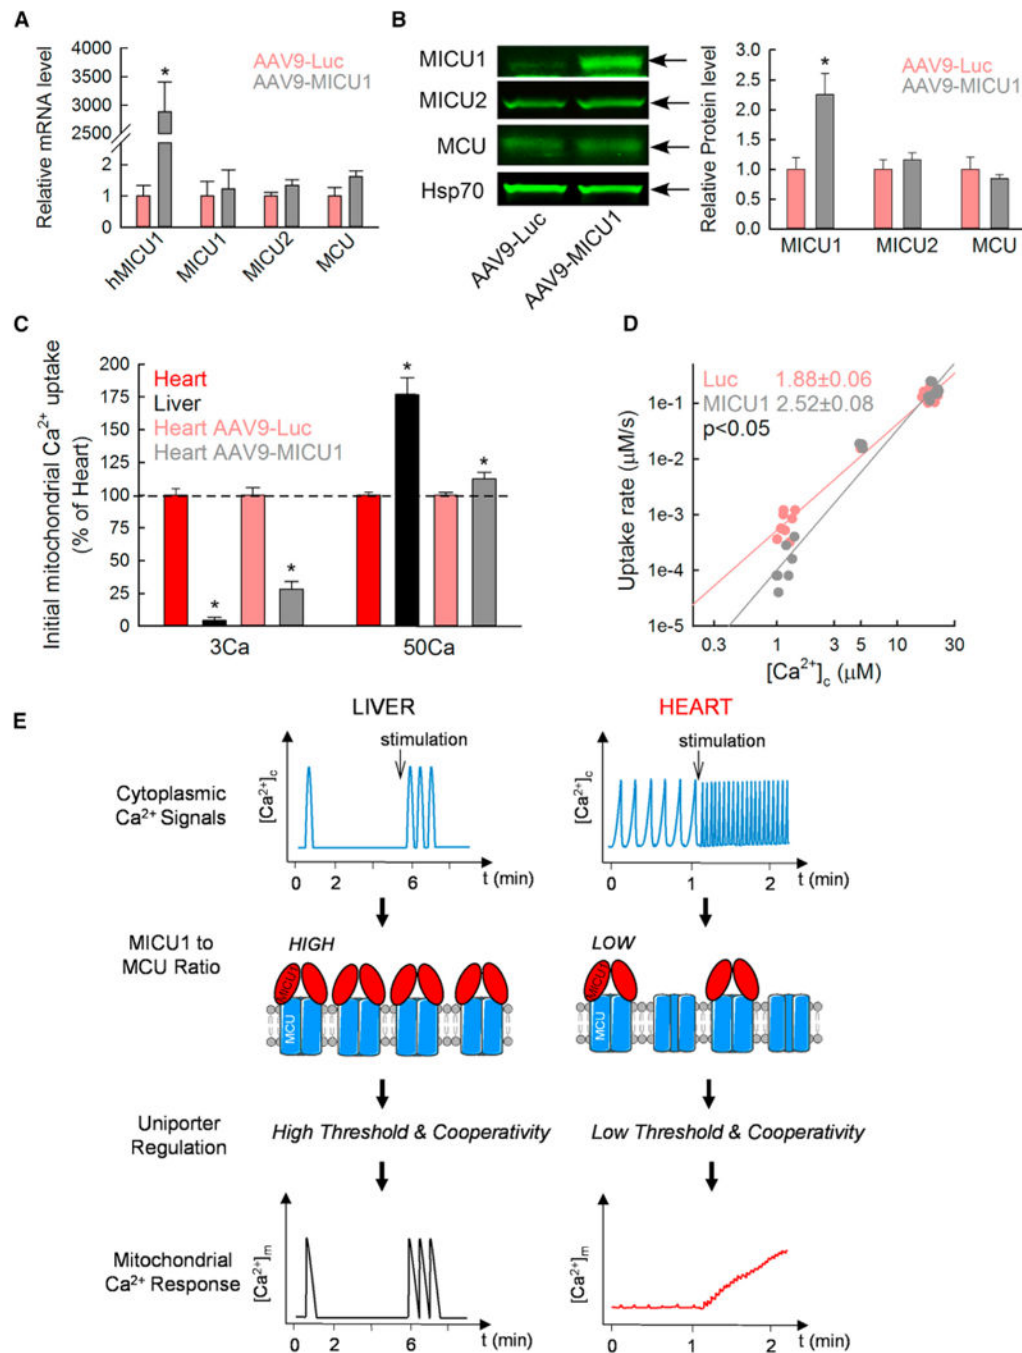 A
Relative mRNA level
4000
3500
3000
2500
2
1
0
AAV9-Luc
AAV9-MICU1
*
hMICU1
MICU1
MICU2
MCU
B
MICU1
MICU2
MCU
Hsp70
AAV9-Luc
AAV9-MICU1
Relative Protein level
3.0
2.5
2.0
1.5
1.0
0.5
0.0
AAV9-Luc
AAV9-MICU1
*
MICU1 MICU2 MCU
C
Initial mitochondrial Ca²⁺ uptake
(% of Heart)
200
175
150
125
100
75
50
25
0
Heart
Liver
Heart AAV9-Luc
Heart AAV9-MICU1
* * * *
3Ca 50Ca
D
Uptake rate (µM/s)
1e-1
1e-2
1e-3
1e-4
1e-5
Luc 1.88±0.06
MICU1 2.52±0.08
p<0.05
0.3 1 3 5 10 30
[Ca²⁺]c (µM)
E
LIVER HEART
Cytoplasmic
Ca²⁺ Signals
[Ca²⁺]c
stimulation
0 2 6 t (min)
[Ca²⁺]c
stimulation
0 1 2 t (min)
MICU1 to
MCU Ratio
HIGH
MICU1
MCU
LOW
MICU1
MCU
Uniporter
Regulation
High Threshold & Cooperativity
Low Threshold & Cooperativity
Mitochondrial
Ca²⁺ Response
[Ca²⁺]m
0 2 6 t (min)
[Ca²⁺]m
0 1 2 t (min)